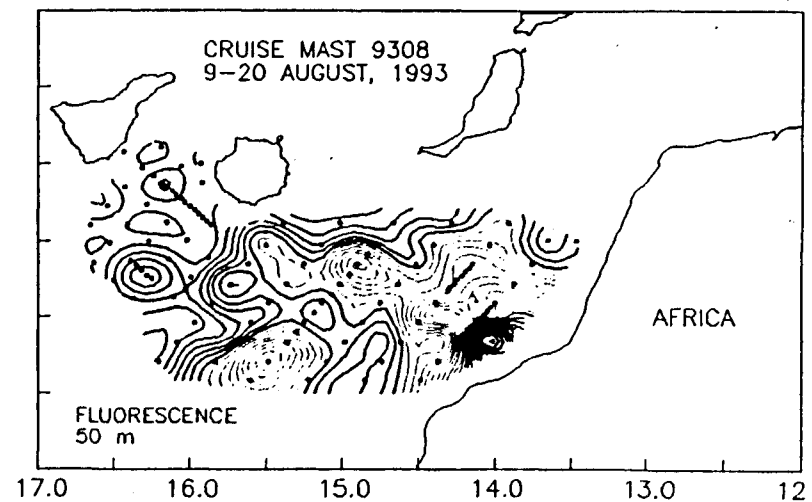 CRUISE MAST 9308
9–20 AUGUST, 1993
AFRICA
FLUORESCENCE
50 m
17.0 16.0 15.0 14.0 13.0 12